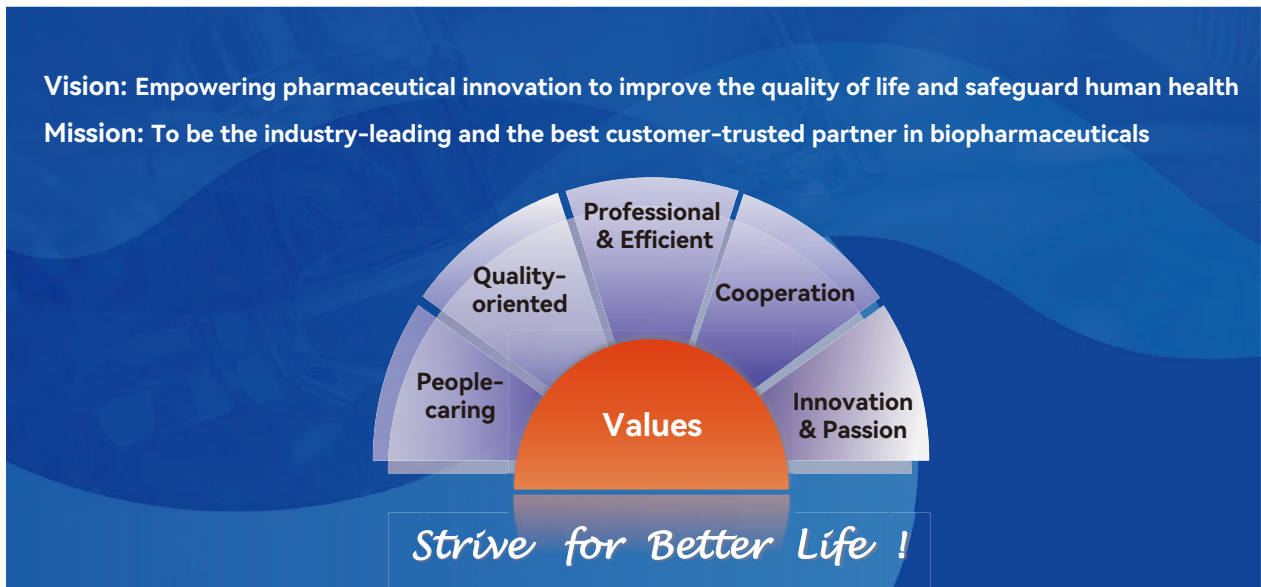 Vision: Empowering pharmaceutical innovation to improve the quality of life and safeguard human health
Mission: To be the industry-leading and the best customer-trusted partner in biopharmaceuticals
People-
caring
Quality-
oriented
Professional
& Efficient
Cooperation
Innovation
& Passion
Values
Strive for Better Life !